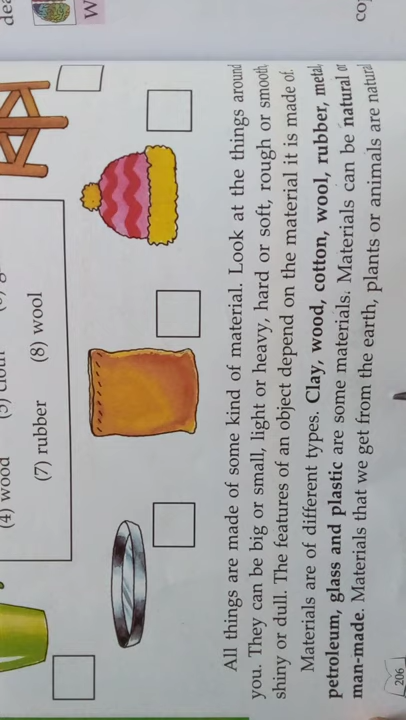 (4) wood
(7) rubber (8) wool
All things are made of some kind of material. Look at the things around
you. They can be big or small, light or heavy, hard or soft, rough or smooth,
shiny or dull. The features of an object depend on the material it is made of.
Materials are of different types. Clay, wood, cotton, wool, rubber, metal,
petroleum, glass and plastic are some materials. Materials can be natural or
man-made. Materials that we get from the earth, plants or animals are natural
206